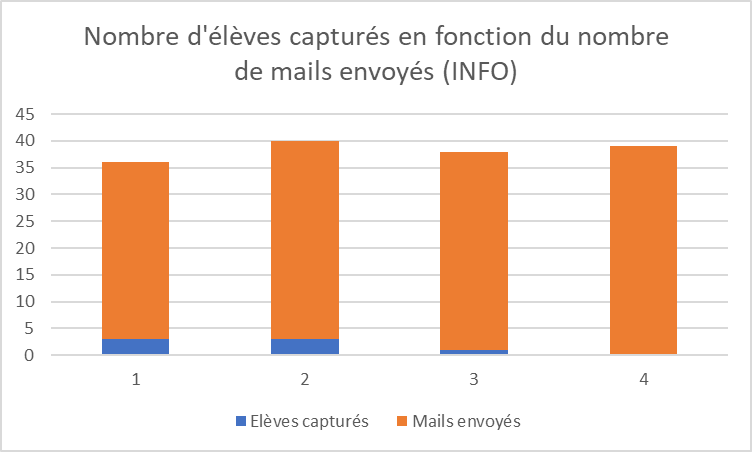 Nombre d'élèves capturés en fonction du nombre
de mails envoyés (INFO)
45
40
35
30
25
20
15
10
5
0
1 2 3 4
Elèves capturés Mails envoyés